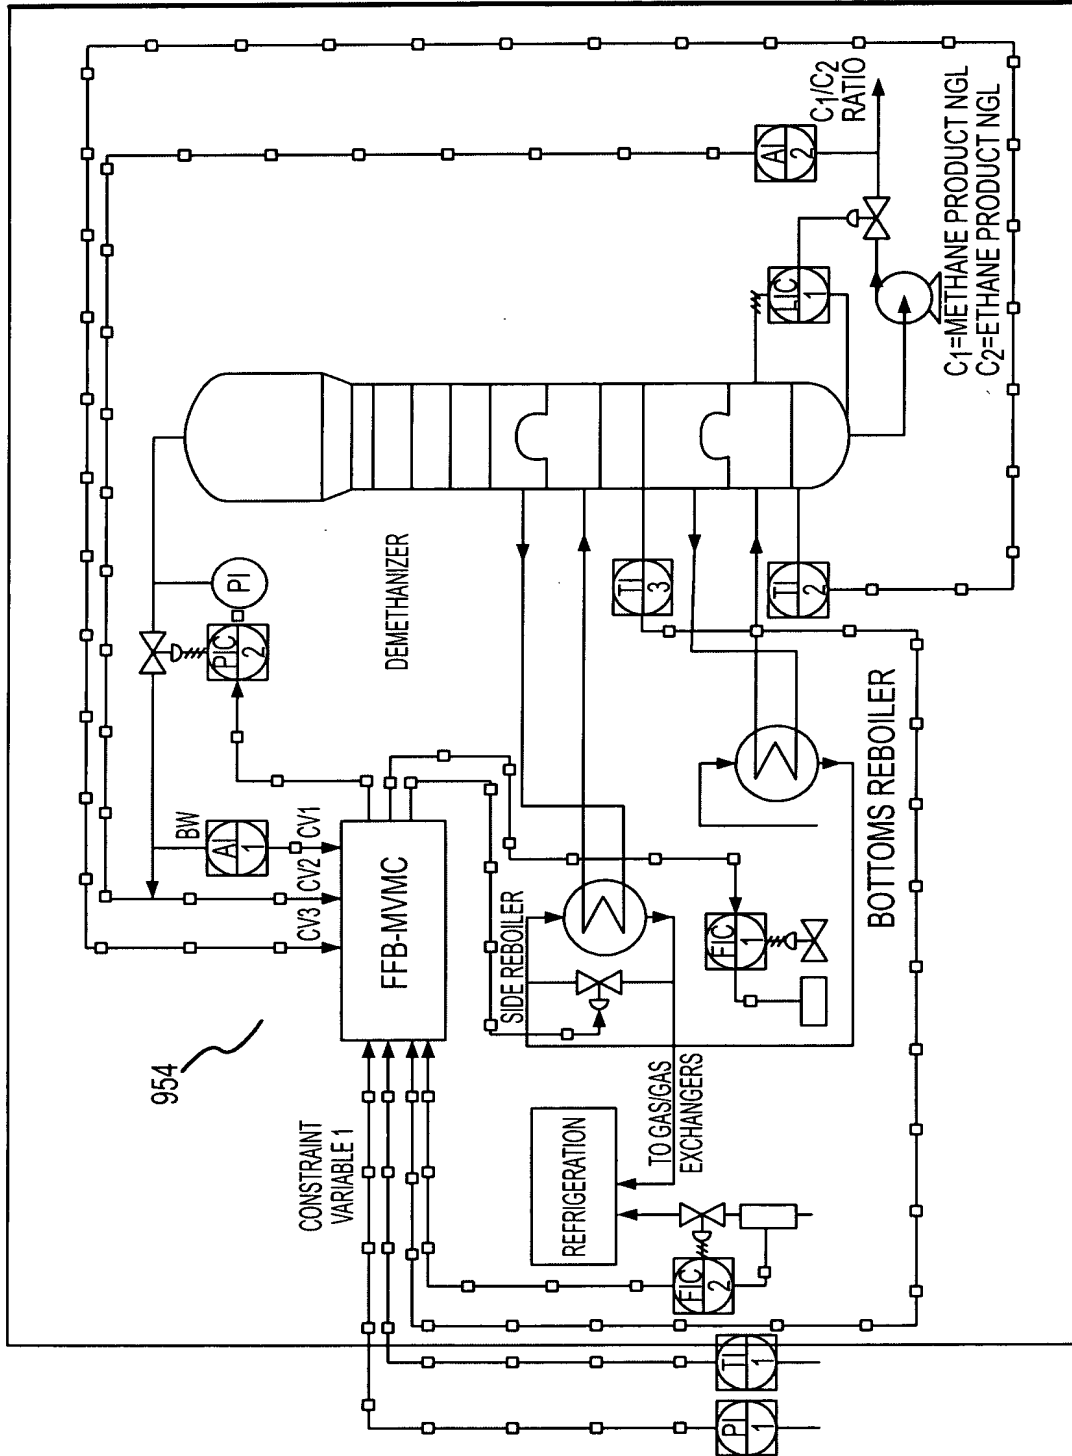 954
CONSTRAINT
VARIABLE 1
CV3
CV2
CV1
BW
AI
1
FFB-MVMC
PIC
2
PI
DEMETHANIZER
AI
2
C1/C2
RATIO
LIC
1
C1=METHANE PRODUCT NGL
C2=ETHANE PRODUCT NGL
TI
3
TI
2
SIDE REBOILER
BOTTOMS REBOILER
FIC
1
REFRIGERATION
TO GAS/GAS
EXCHANGERS
FIC
2
TI
1
PI
1